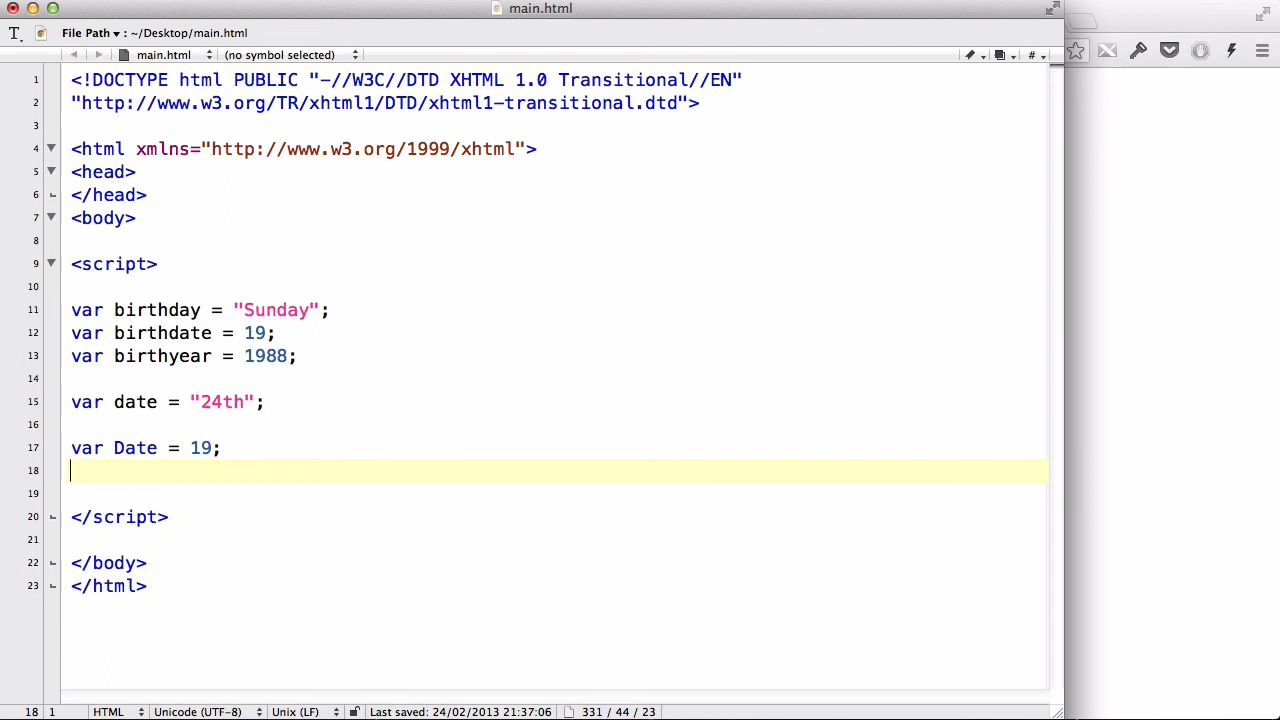 main.html
File Path ▾ : ~/Desktop/main.html
main.html (no symbol selected) #
1 <!DOCTYPE html PUBLIC "-//W3C//DTD XHTML 1.0 Transitional//EN"
2 "http://www.w3.org/TR/xhtml1/DTD/xhtml1-transitional.dtd">
3
4 <html xmlns="http://www.w3.org/1999/xhtml">
5 <head>
6 </head>
7 <body>
8
9 <script>
10
11 var birthday = "Sunday";
12 var birthdate = 19;
13 var birthyear = 1988;
14
15 var date = "24th";
16
17 var Date = 19;
18
19
20 </script>
21
22 </body>
23 </html>
18 1 HTML Unicode (UTF-8) Unix (LF) Last saved: 24/02/2013 21:37:06 331 / 44 / 23